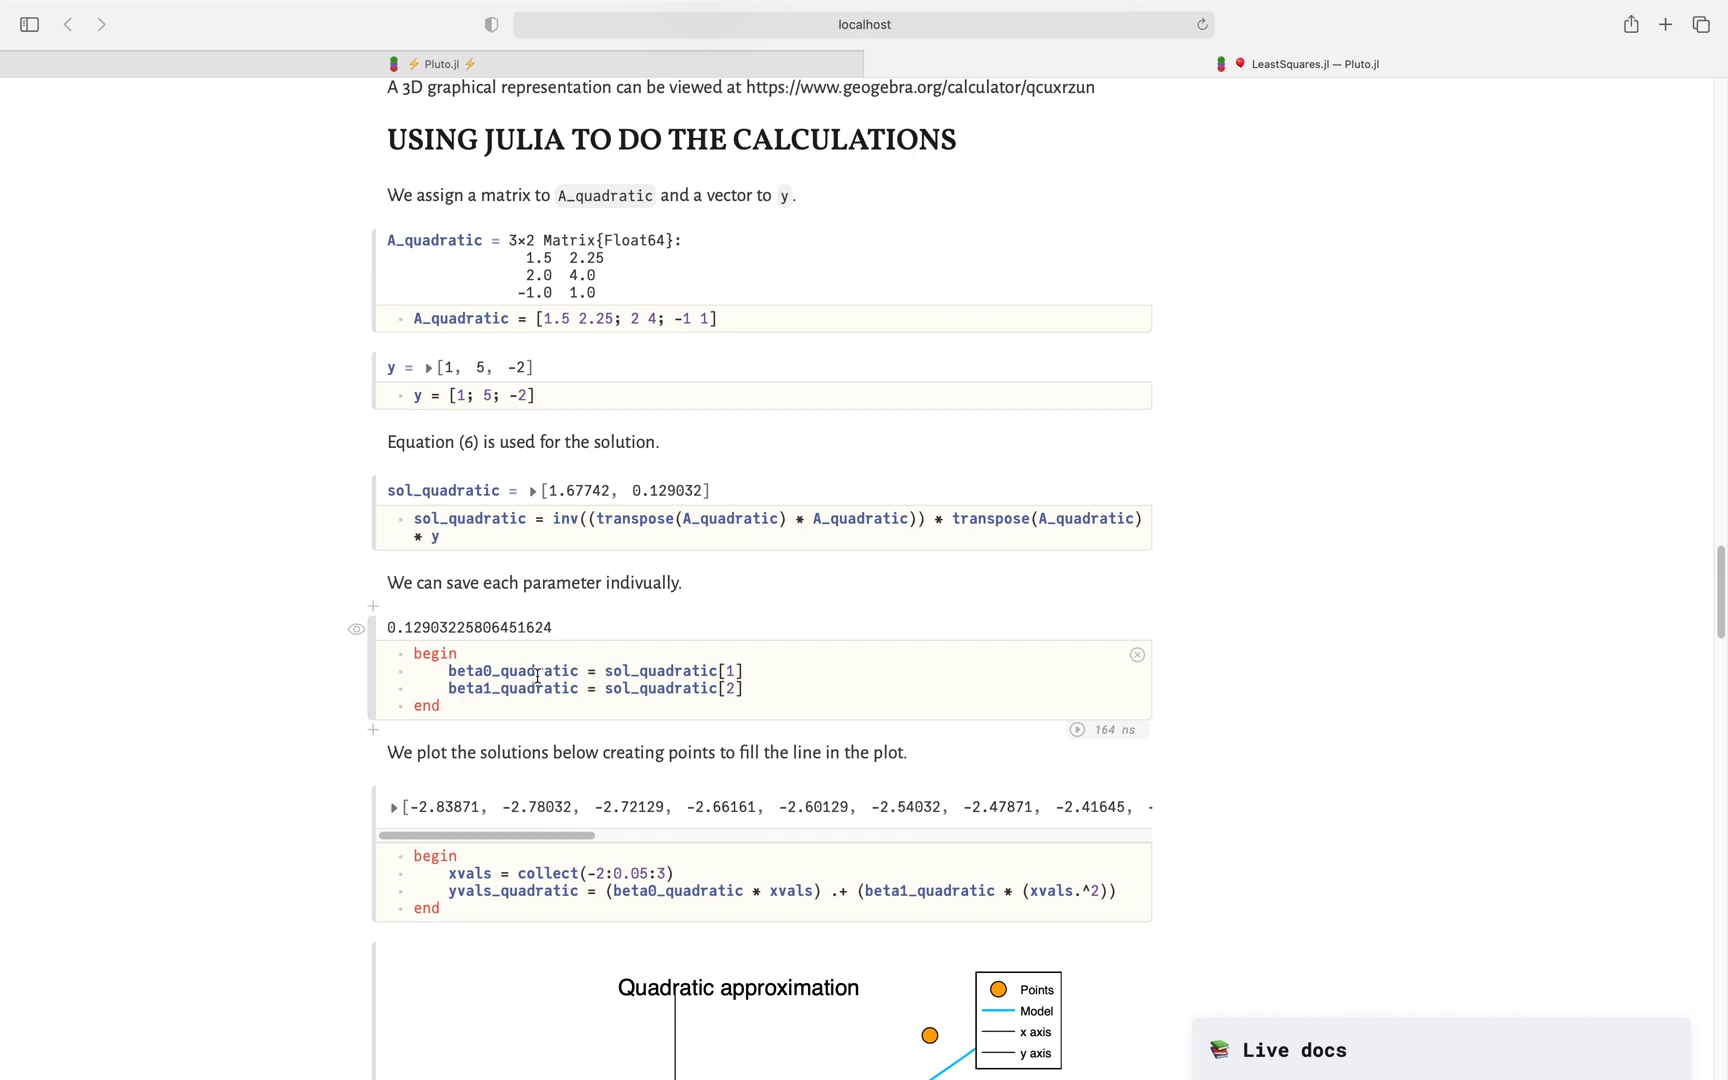 localhost
⚡ Pluto.jl ⚡
🎈 LeastSquares.jl — Pluto.jl
A 3D graphical representation can be viewed at https://www.geogebra.org/calculator/qcuxrzun
USING JULIA TO DO THE CALCULATIONS
We assign a matrix to A_quadratic and a vector to y.
A_quadratic = 3×2 Matrix{Float64}:
1.5 2.25
2.0 4.0
-1.0 1.0
A_quadratic = [1.5 2.25; 2 4; -1 1]
y = ▶[1, 5, -2]
y = [1; 5; -2]
Equation (6) is used for the solution.
sol_quadratic = ▶[1.67742, 0.129032]
sol_quadratic = inv((transpose(A_quadratic) * A_quadratic)) * transpose(A_quadratic)
* y
We can save each parameter indivually.
0.12903225806451624
begin
beta0_quadratic = sol_quadratic[1]
beta1_quadratic = sol_quadratic[2]
end
164 ns
We plot the solutions below creating points to fill the line in the plot.
▶[-2.83871, -2.78032, -2.72129, -2.66161, -2.60129, -2.54032, -2.47871, -2.41645, -
begin
xvals = collect(-2:0.05:3)
yvals_quadratic = (beta0_quadratic * xvals) .+ (beta1_quadratic * (xvals.^2))
end
Quadratic approximation
Points
Model
x axis
y axis
📚 Live docs